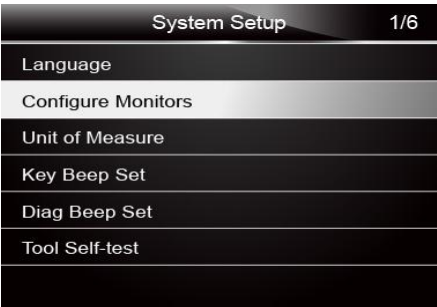 System Setup 1/6
Language
Configure Monitors
Unit of Measure
Key Beep Set
Diag Beep Set
Tool Self-test